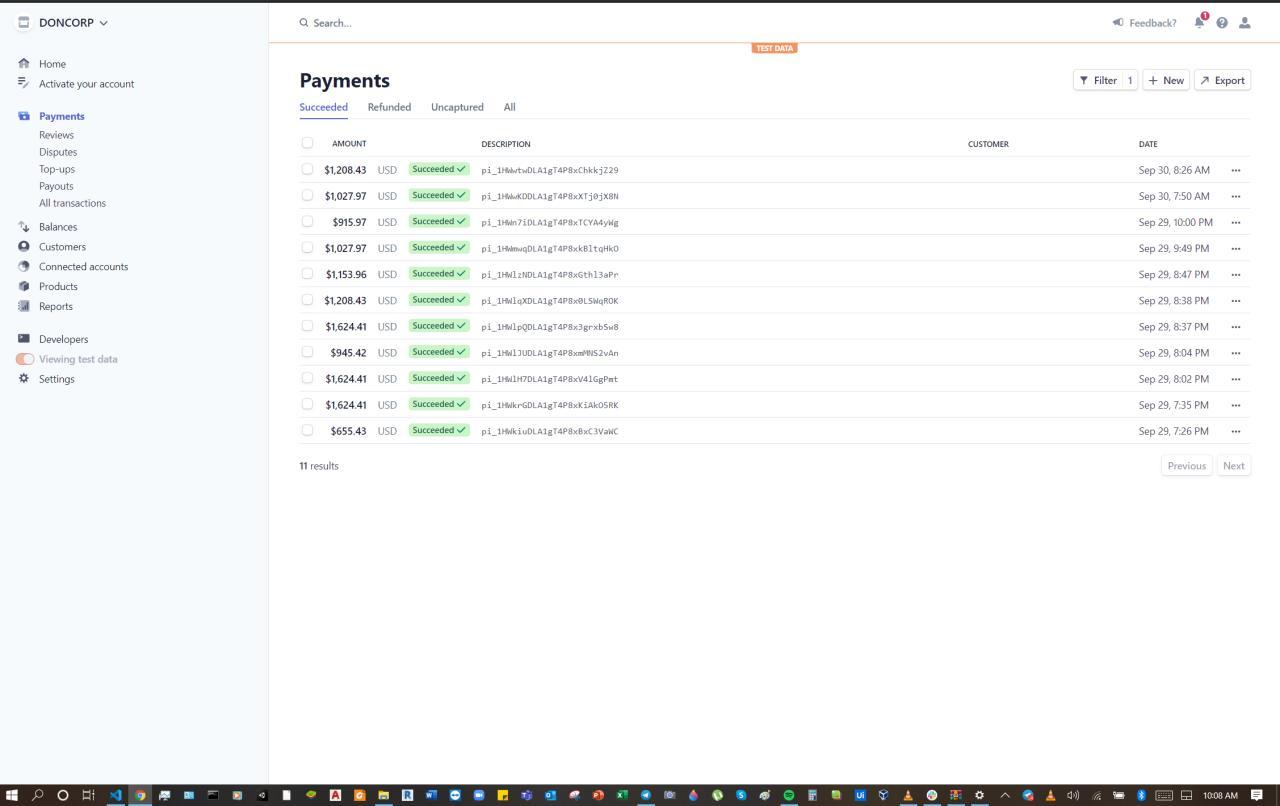 DONCORP
Search...
Feedback?
1
TEST DATA
Home
Activate your account
Payments
Reviews
Disputes
Top-ups
Payouts
All transactions
Balances
Customers
Connected accounts
Products
Reports
Developers
Viewing test data
Settings
Payments
Filter 1 + New Export
Succeeded Refunded Uncaptured All
AMOUNT DESCRIPTION CUSTOMER DATE
$1,208.43 USD Succeeded ✓ pi_1HWwtwDLA1gT4P8xChkkjZ29 Sep 30, 8:26 AM ...
$1,027.97 USD Succeeded ✓ pi_1HWwKDDLA1gT4P8xXTj0jX8N Sep 30, 7:50 AM ...
$915.97 USD Succeeded ✓ pi_1HWn7iDLA1gT4P8xTCYA4yWg Sep 29, 10:00 PM ...
$1,027.97 USD Succeeded ✓ pi_1HWmwqDLA1gT4P8xkBltqHkO Sep 29, 9:49 PM ...
$1,153.96 USD Succeeded ✓ pi_1HWlzNDLA1gT4P8xGthl3aPr Sep 29, 8:47 PM ...
$1,208.43 USD Succeeded ✓ pi_1HWlqXDLA1gT4P8x0LSWqROK Sep 29, 8:38 PM ...
$1,624.41 USD Succeeded ✓ pi_1HWlpQDLA1gT4P8x3grxbSw8 Sep 29, 8:37 PM ...
$945.42 USD Succeeded ✓ pi_1HWlJUDLA1gT4P8xmMNS2vAn Sep 29, 8:04 PM ...
$1,624.41 USD Succeeded ✓ pi_1HWlH7DLA1gT4P8xV4lGgPmt Sep 29, 8:02 PM ...
$1,624.41 USD Succeeded ✓ pi_1HWkrGDLA1gT4P8xKiAkO5RK Sep 29, 7:35 PM ...
$655.43 USD Succeeded ✓ pi_1HWkiuDLA1gT4P8xBxC3VaWC Sep 29, 7:26 PM ...
11 results
Previous Next
10:08 AM